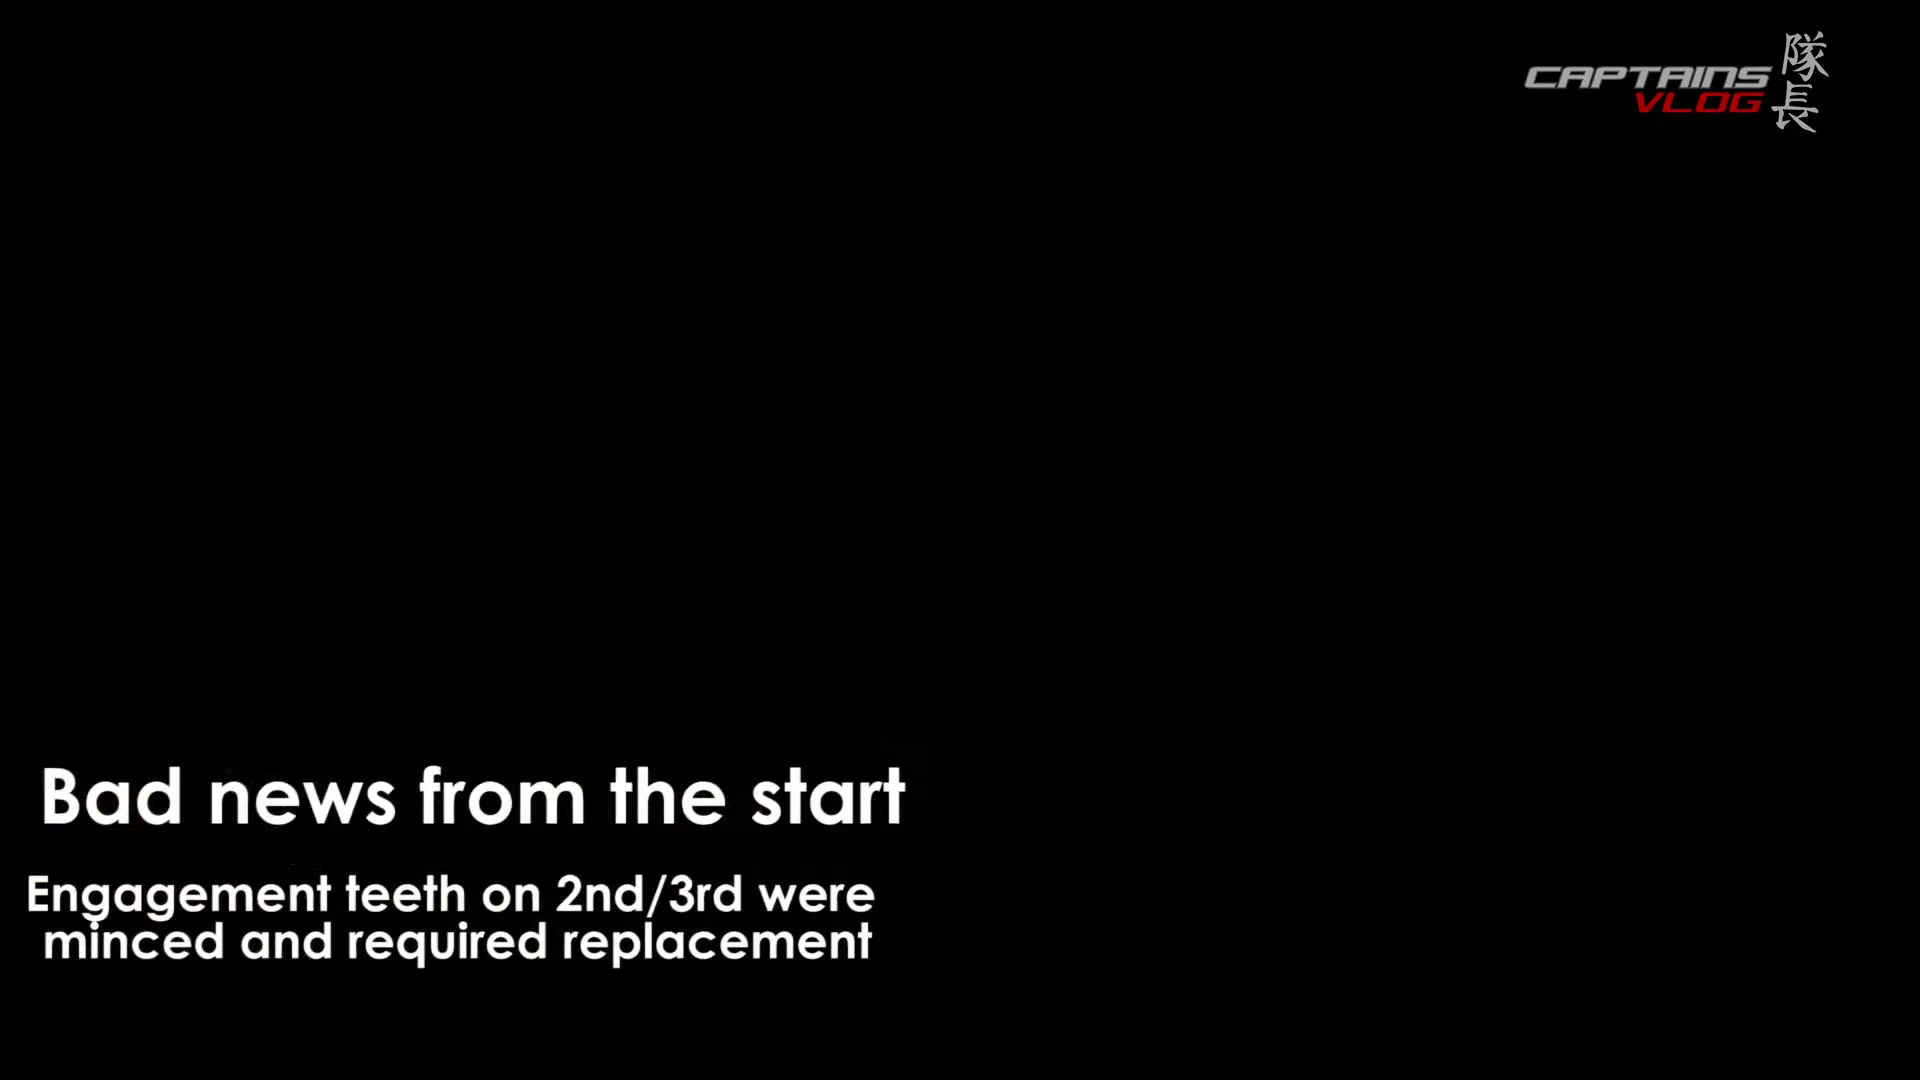 CAPTAINS
VLOG
隊長
Bad news from the start
Engagement teeth on 2nd/3rd were
minced and required replacement